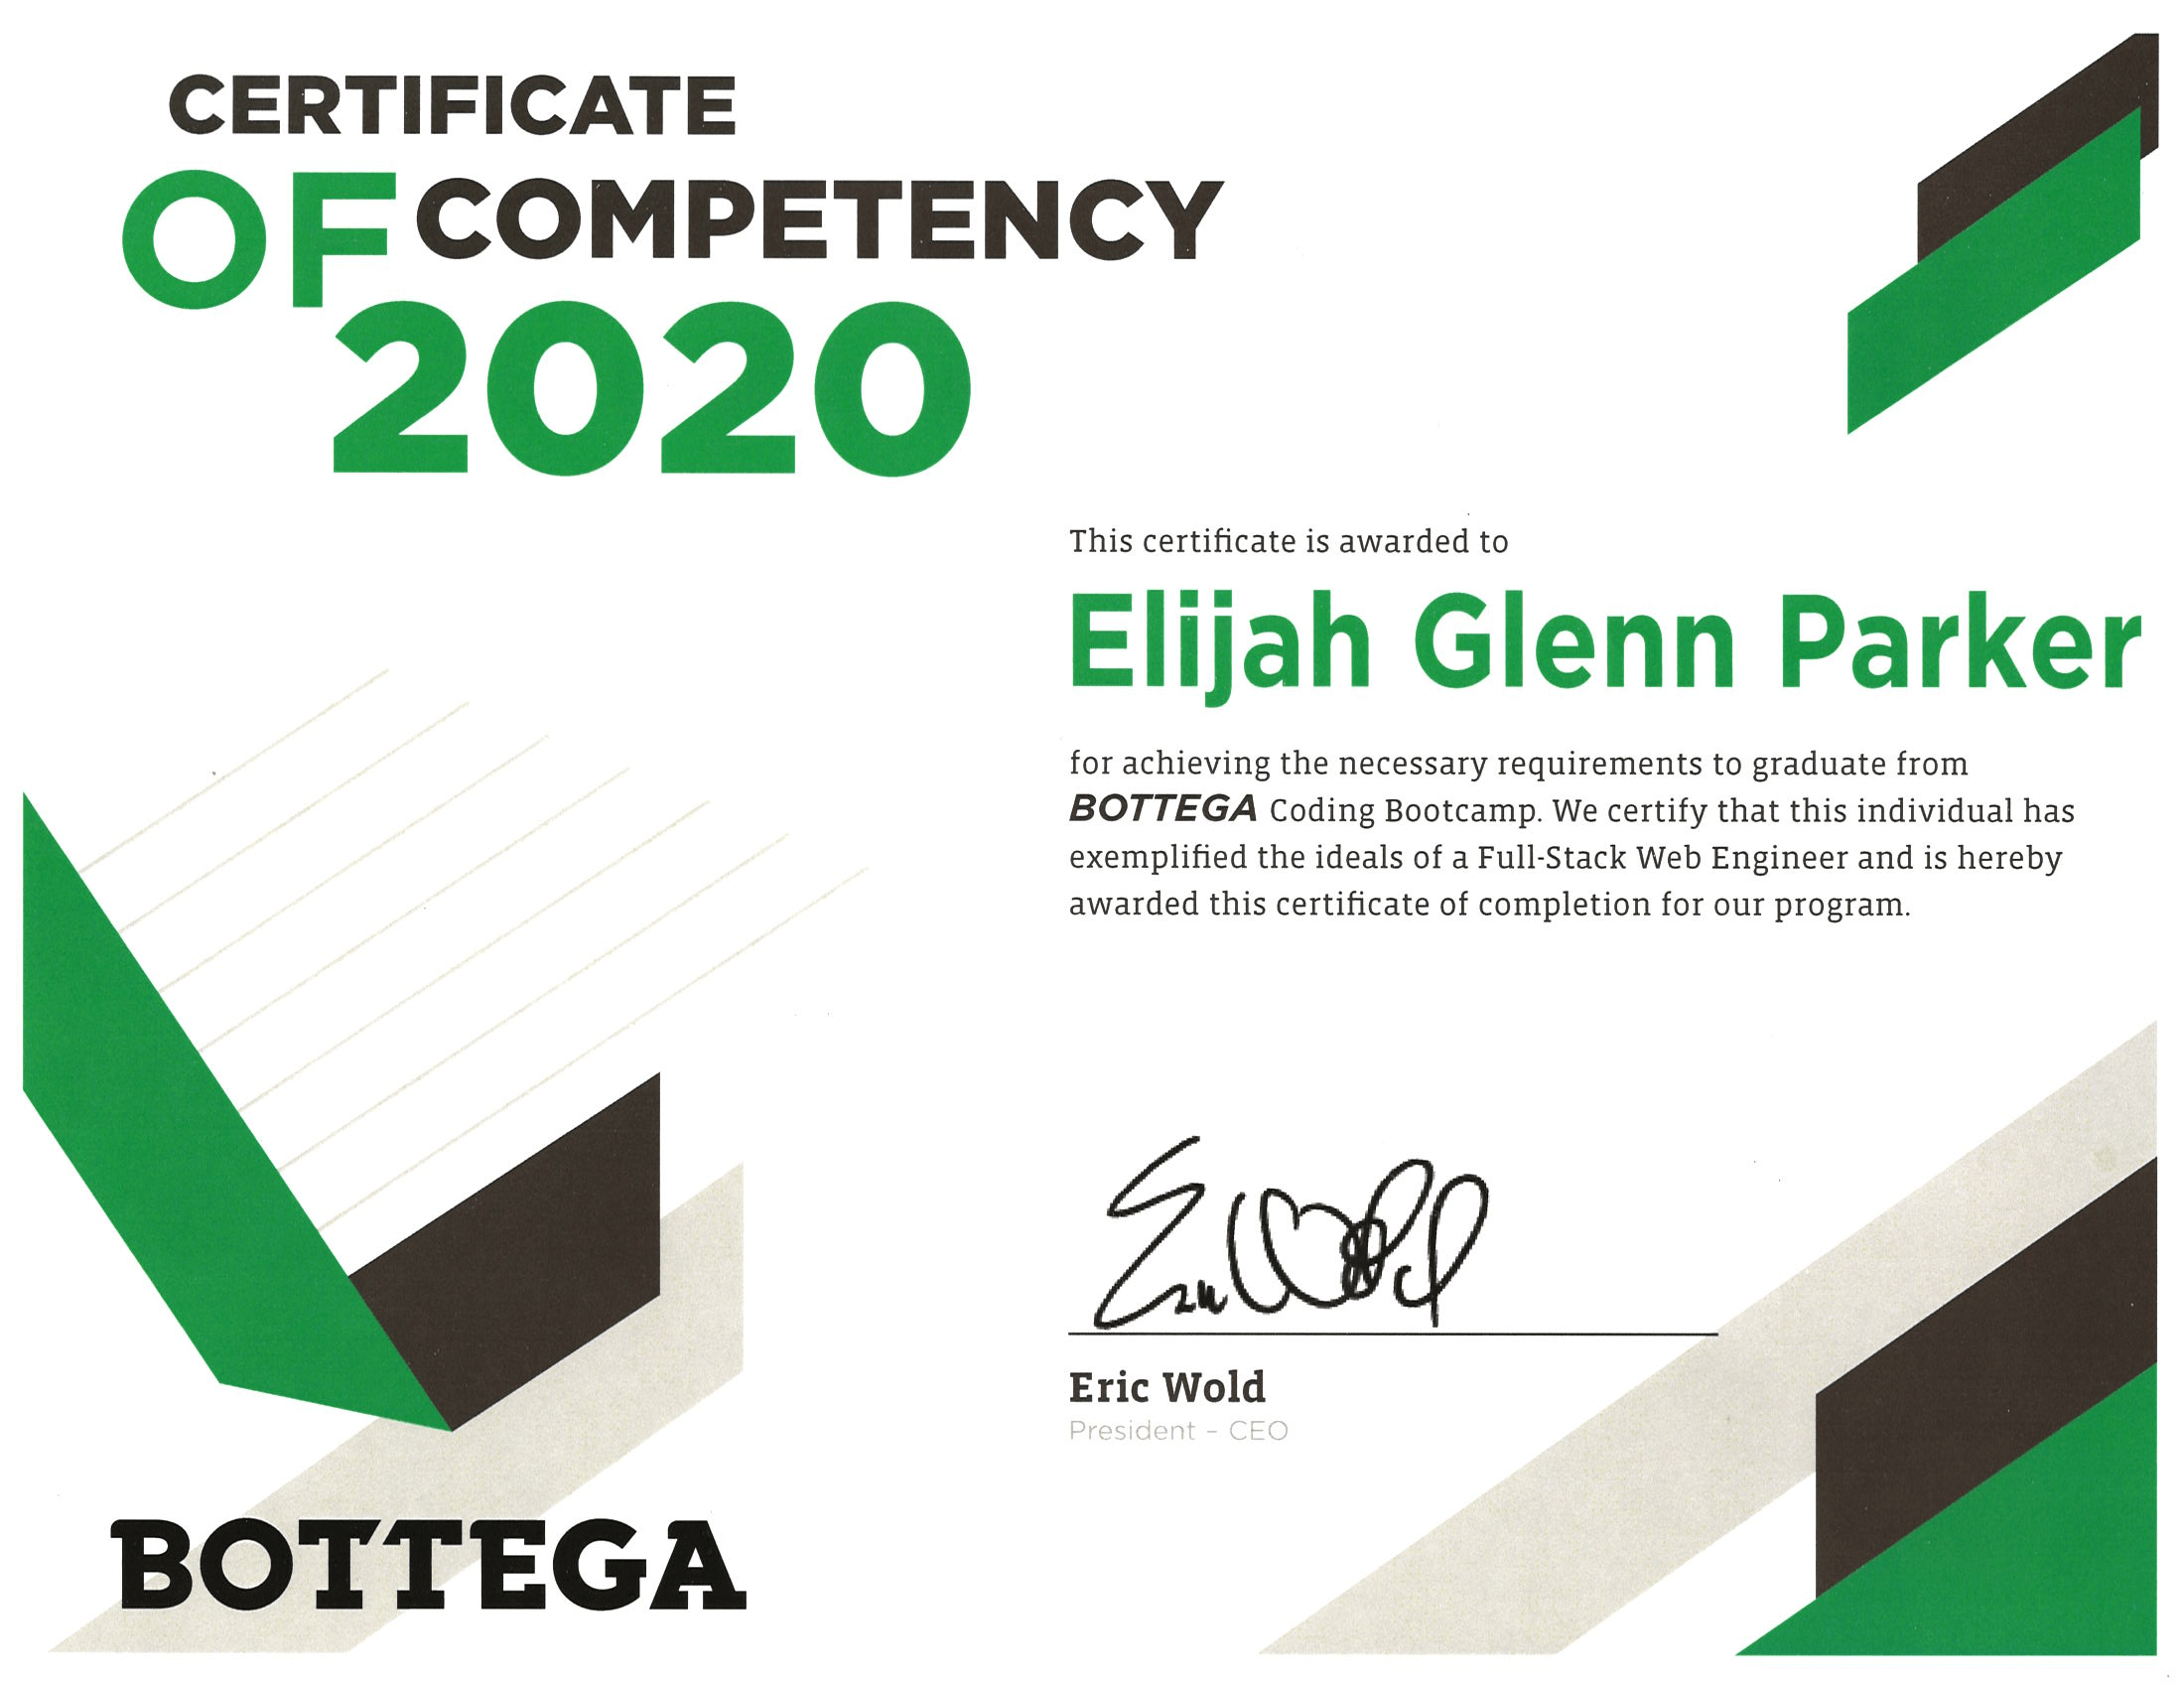 CERTIFICATE
OF COMPETENCY
2020
This certificate is awarded to
Elijah Glenn Parker
for achieving the necessary requirements to graduate from
BOTTEGA Coding Bootcamp. We certify that this individual has
exemplified the ideals of a Full-Stack Web Engineer and is hereby
awarded this certificate of completion for our program.
Eric Wold
Eric Wold
President – CEO
BOTTEGA